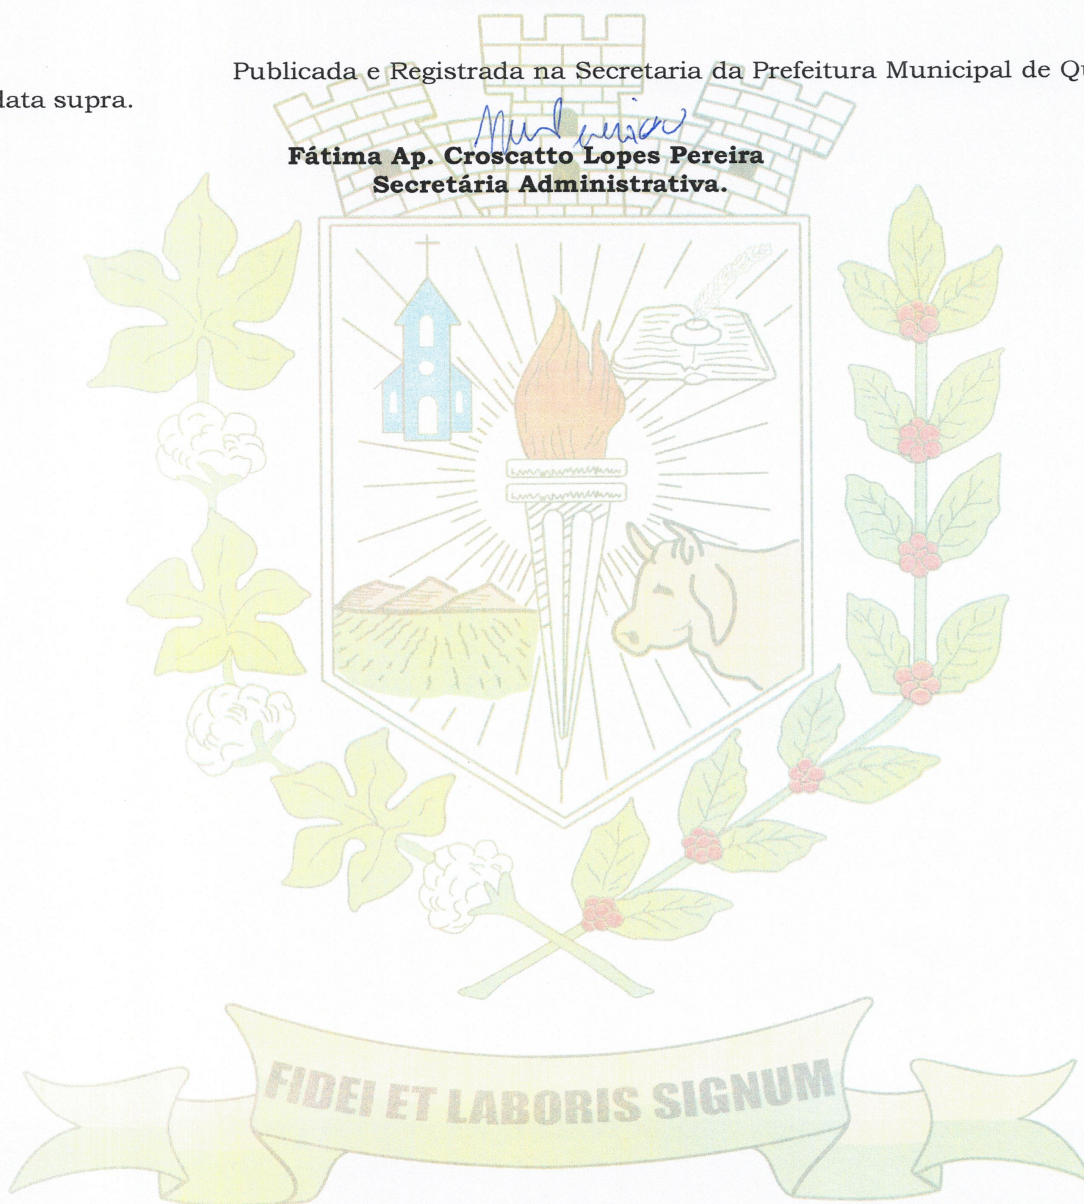 Publicada e Registrada na Secretaria da Prefeitura Municipal de Qu
data supra.
Fátima Ap. Croscatto Lopes Pereira
Secretária Administrativa.
FIDEI ET LABORIS SIGNUM